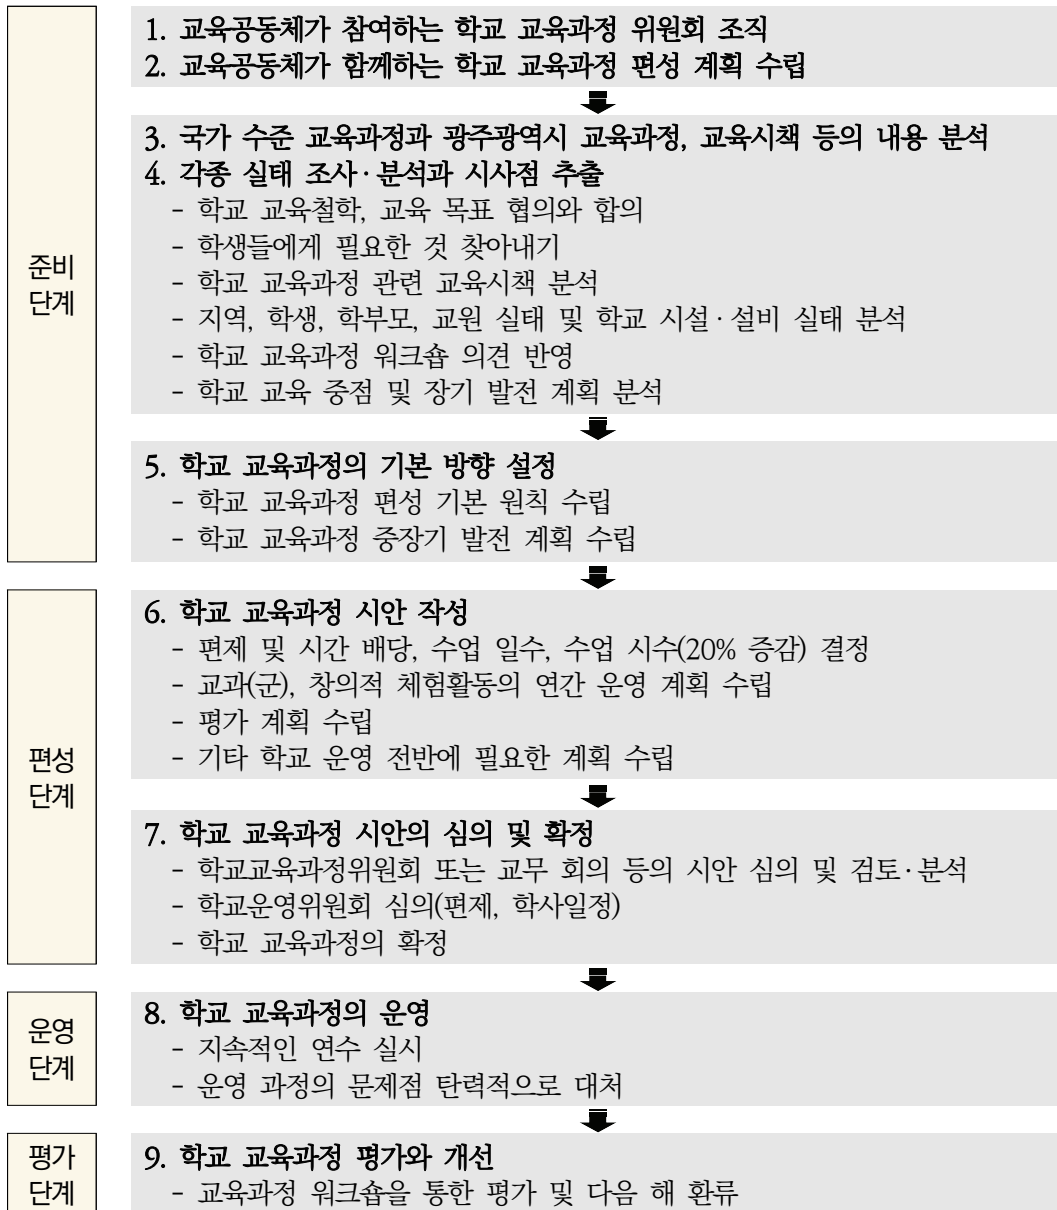 준비
단계
1. 교육공동체가 참여하는 학교 교육과정 위원회 조직
2. 교육공동체가 함께하는 학교 교육과정 편성 계획 수립
3. 국가 수준 교육과정과 광주광역시 교육과정, 교육시책 등의 내용 분석
4. 각종 실태 조사·분석과 시사점 추출
- 학교 교육철학, 교육 목표 협의와 합의
- 학생들에게 필요한 것 찾아내기
- 학교 교육과정 관련 교육시책 분석
- 지역, 학생, 학부모, 교원 실태 및 학교 시설·설비 실태 분석
- 학교 교육과정 워크숍 의견 반영
- 학교 교육 중점 및 장기 발전 계획 분석
5. 학교 교육과정의 기본 방향 설정
- 학교 교육과정 편성 기본 원칙 수립
- 학교 교육과정 중장기 발전 계획 수립
편성
단계
6. 학교 교육과정 시안 작성
- 편제 및 시간 배당, 수업 일수, 수업 시수(20% 증감) 결정
- 교과(군), 창의적 체험활동의 연간 운영 계획 수립
- 평가 계획 수립
- 기타 학교 운영 전반에 필요한 계획 수립
7. 학교 교육과정 시안의 심의 및 확정
- 학교교육과정위원회 또는 교무 회의 등의 시안 심의 및 검토·분석
- 학교운영위원회 심의(편제, 학사일정)
- 학교 교육과정의 확정
운영
단계
8. 학교 교육과정의 운영
- 지속적인 연수 실시
- 운영 과정의 문제점 탄력적으로 대처
평가
단계
9. 학교 교육과정 평가와 개선
- 교육과정 워크숍을 통한 평가 및 다음 해 환류